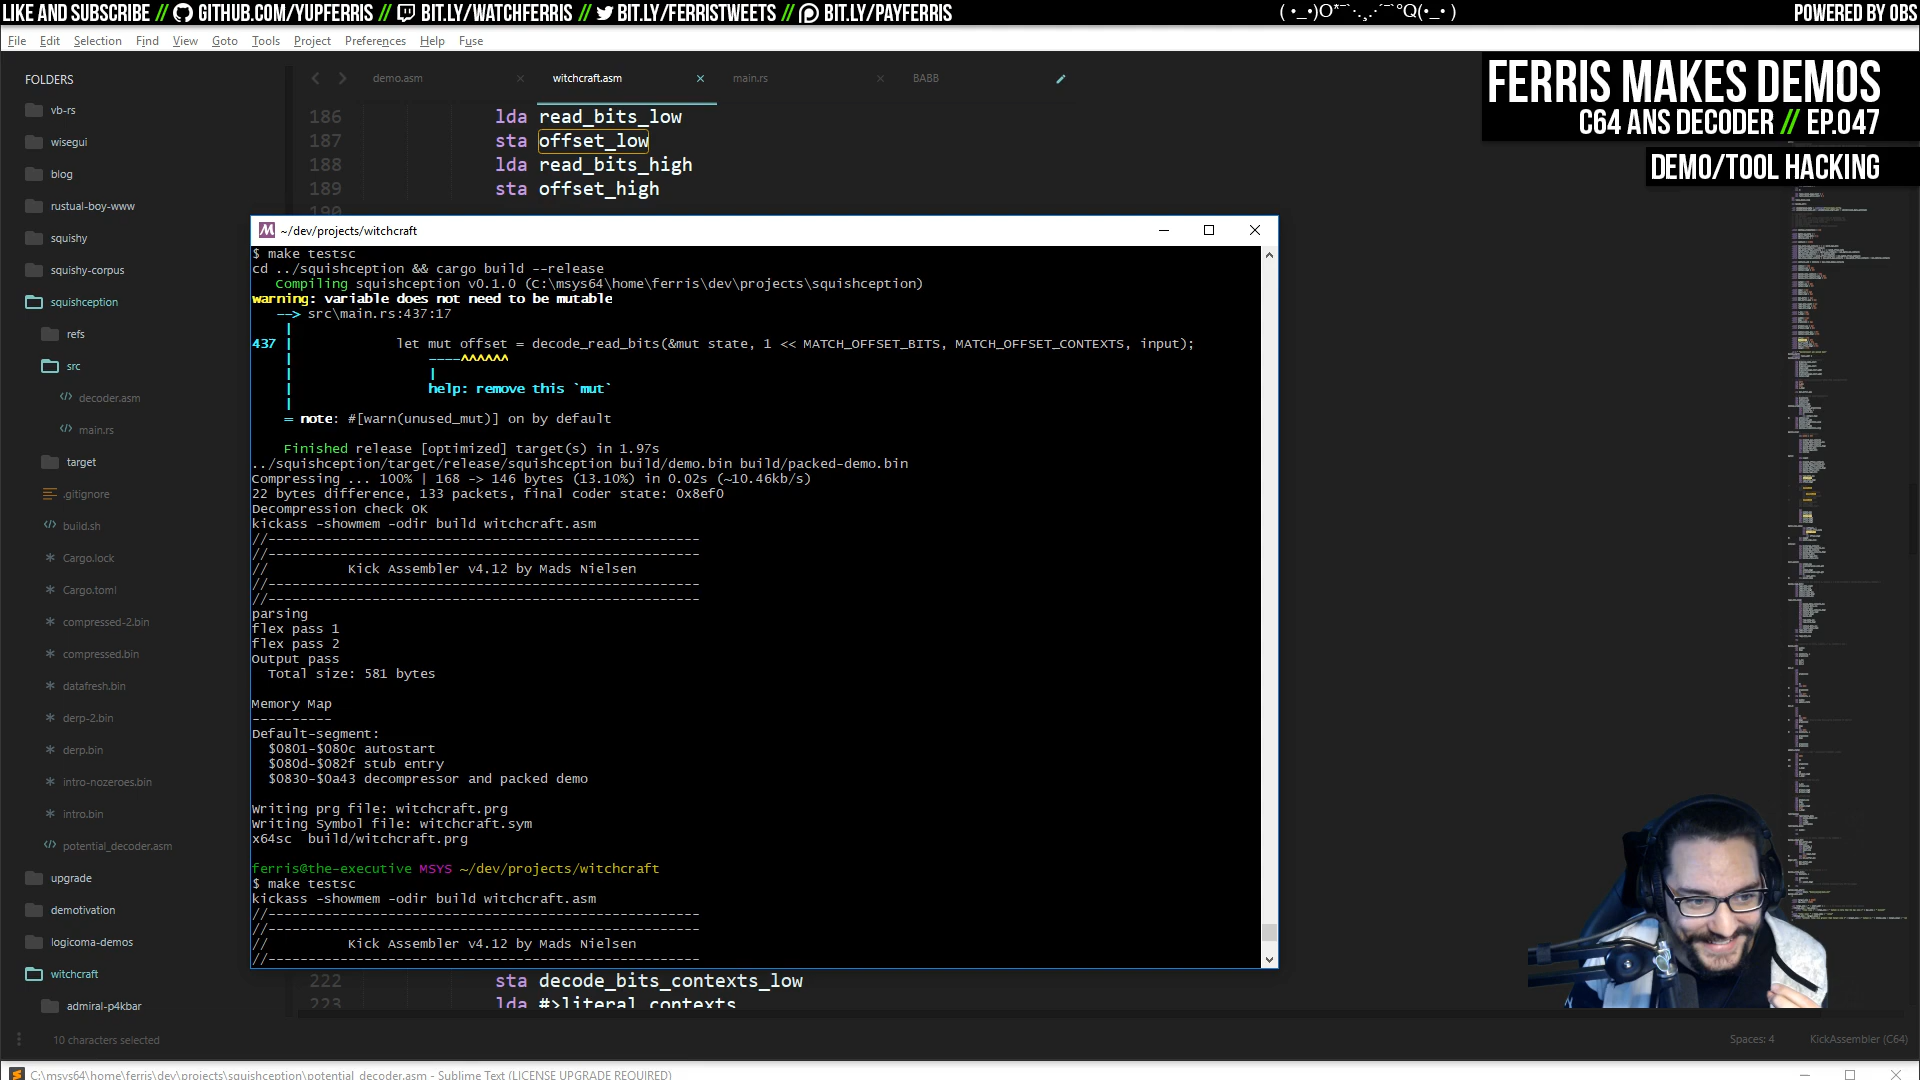 LIKE AND SUBSCRIBE // GITHUB.COM/YUPFERRIS // BIT.LY/WATCHFERRIS // BIT.LY/FERRISTWEETS // BIT.LY/PAYFERRIS
POWERED BY OBS
File Edit Selection Find View Goto Tools Project Preferences Help Fuse
FERRIS MAKES DEMOS
C64 ANS DECODER // EP.047
DEMO/TOOL HACKING
FOLDERS
vb-rs
wisegui
blog
rustual-boy-www
squishy
squishy-corpus
squishception
refs
src
decoder.asm
main.rs
target
.gitignore
build.sh
Cargo.lock
Cargo.toml
compressed-2.bin
compressed.bin
datafresh.bin
derp-2.bin
derp.bin
intro-nozeroes.bin
intro.bin
potential_decoder.asm
upgrade
demotivation
logicoma-demos
witchcraft
admiral-p4kbar
demo.asm witchcraft.asm main.rs BABB
186 lda read_bits_low
187 sta offset_low
188 lda read_bits_high
189 sta offset_high
190
~/dev/projects/witchcraft
$ make testsc
cd ../squishception && cargo build --release
Compiling squishception v0.1.0 (C:\msys64\home\ferris\dev\projects\squishception)
warning: variable does not need to be mutable
--> src\main.rs:437:17
|
437 | let mut offset = decode_read_bits(&mut state, 1 << MATCH_OFFSET_BITS, MATCH_OFFSET_CONTEXTS, input);
| ----^^^^^^
| |
| help: remove this `mut`
|
= note: #[warn(unused_mut)] on by default
Finished release [optimized] target(s) in 1.97s
../squishception/target/release/squishception build/demo.bin build/packed-demo.bin
Compressing ... 100% | 168 -> 146 bytes (13.10%) in 0.02s (~10.46kb/s)
22 bytes difference, 133 packets, final coder state: 0x8ef0
Decompression check OK
kickass -showmem -odir build witchcraft.asm
//------------------------------------------------------
//------------------------------------------------------
// Kick Assembler v4.12 by Mads Nielsen
//------------------------------------------------------
//------------------------------------------------------
parsing
flex pass 1
flex pass 2
Output pass
Total size: 581 bytes
Memory Map
----------
Default-segment:
$0801-$080c autostart
$080d-$082f stub entry
$0830-$0a43 decompressor and packed demo
Writing prg file: witchcraft.prg
Writing Symbol file: witchcraft.sym
x64sc build/witchcraft.prg
ferris@the-executive MSYS ~/dev/projects/witchcraft
$ make testsc
kickass -showmem -odir build witchcraft.asm
//------------------------------------------------------
//------------------------------------------------------
// Kick Assembler v4.12 by Mads Nielsen
//------------------------------------------------------
222 sta decode_bits_contexts_low
223 lda #>literal_contexts
10 characters selected
Spaces: 4 KickAssembler (C64)
C:\msys64\home\ferris\dev\projects\squishception\potential_decoder.asm - Sublime Text (LICENSE UPGRADE REQUIRED)